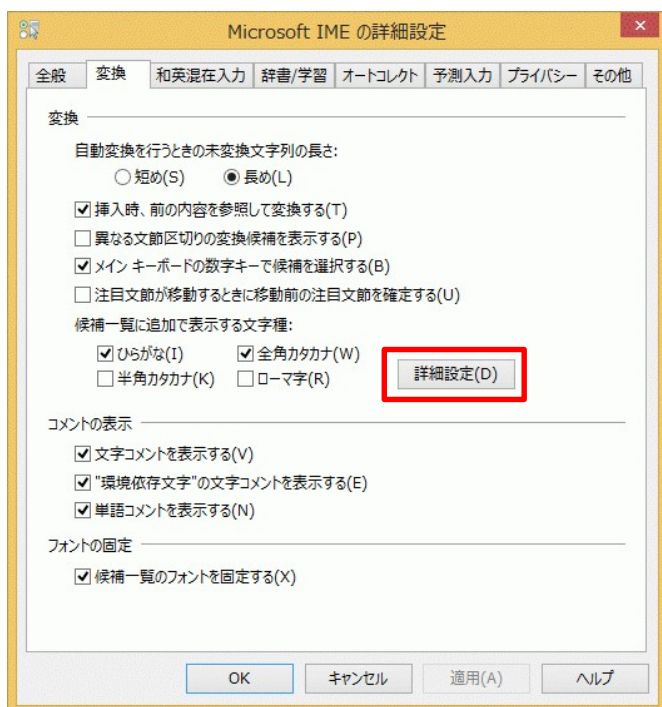 Microsoft IME の詳細設定
全般 変換 和英混在入力 辞書/学習 オートコレクト 予測入力 プライバシー その他
変換
自動変換を行うときの未変換文字列の長さ:
短め(S) 長め(L)
挿入時、前の内容を参照して変換する(T)
異なる文節区切りの変換候補を表示する(P)
メイン キーボードの数字キーで候補を選択する(B)
注目文節が移動するときに移動前の注目文節を確定する(U)
候補一覧に追加で表示する文字種:
ひらがな(I) 全角カタカナ(W)
半角カタカナ(K) ローマ字(R) 詳細設定(D)
コメントの表示
文字コメントを表示する(V)
"環境依存文字"の文字コメントを表示する(E)
単語コメントを表示する(N)
フォントの固定
候補一覧のフォントを固定する(X)
OK キャンセル 適用(A) ヘルプ